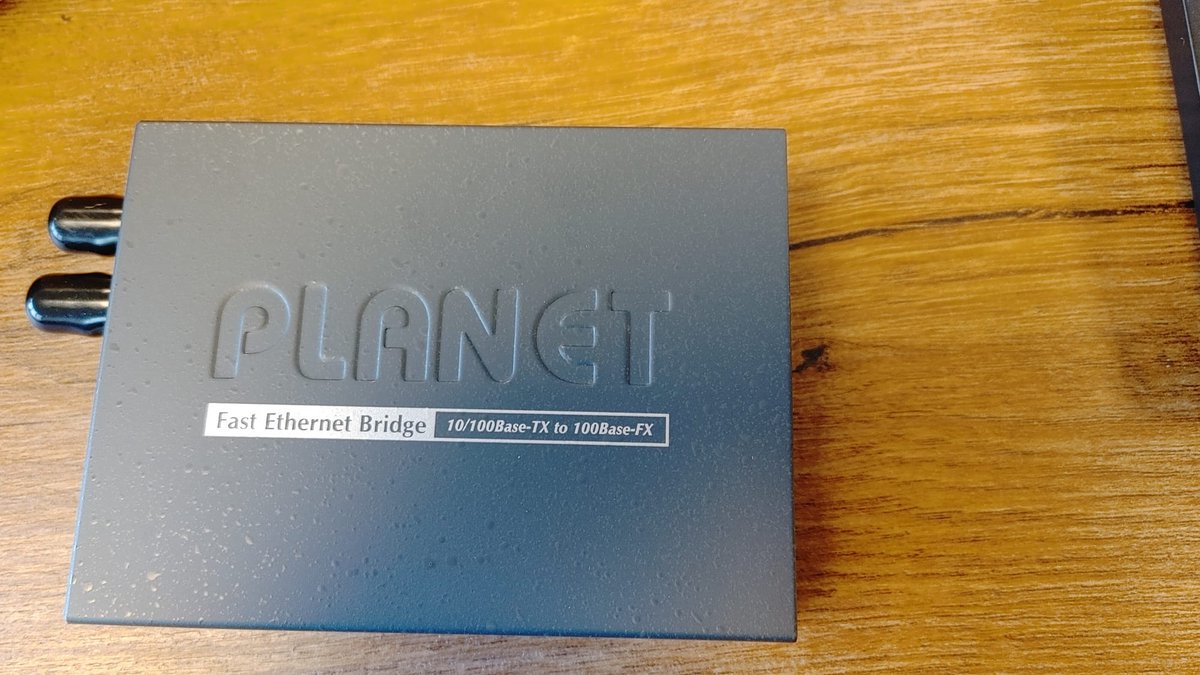 PLANET
Fast Ethernet Bridge 10/100Base-TX to 100Base-FX